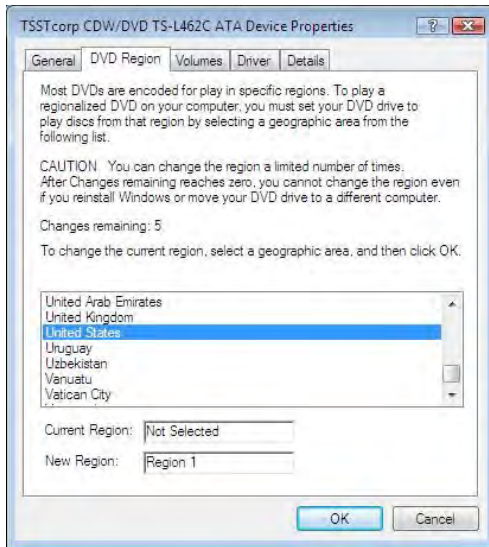 TSSTcorp CDW/DVD TS-L462C ATA Device Properties
General DVD Region Volumes Driver Details
Most DVDs are encoded for play in specific regions. To play a
regionalized DVD on your computer, you must set your DVD drive to
play discs from that region by selecting a geographic area from the
following list.
CAUTION You can change the region a limited number of times.
After Changes remaining reaches zero, you cannot change the region even
if you reinstall Windows or move your DVD drive to a different computer.
Changes remaining: 5
To change the current region, select a geographic area, and then click OK.
United Arab Emirates
United Kingdom
United States
Uruguay
Uzbekistan
Vanuatu
Vatican City
Current Region: Not Selected
New Region: Region 1
OK Cancel